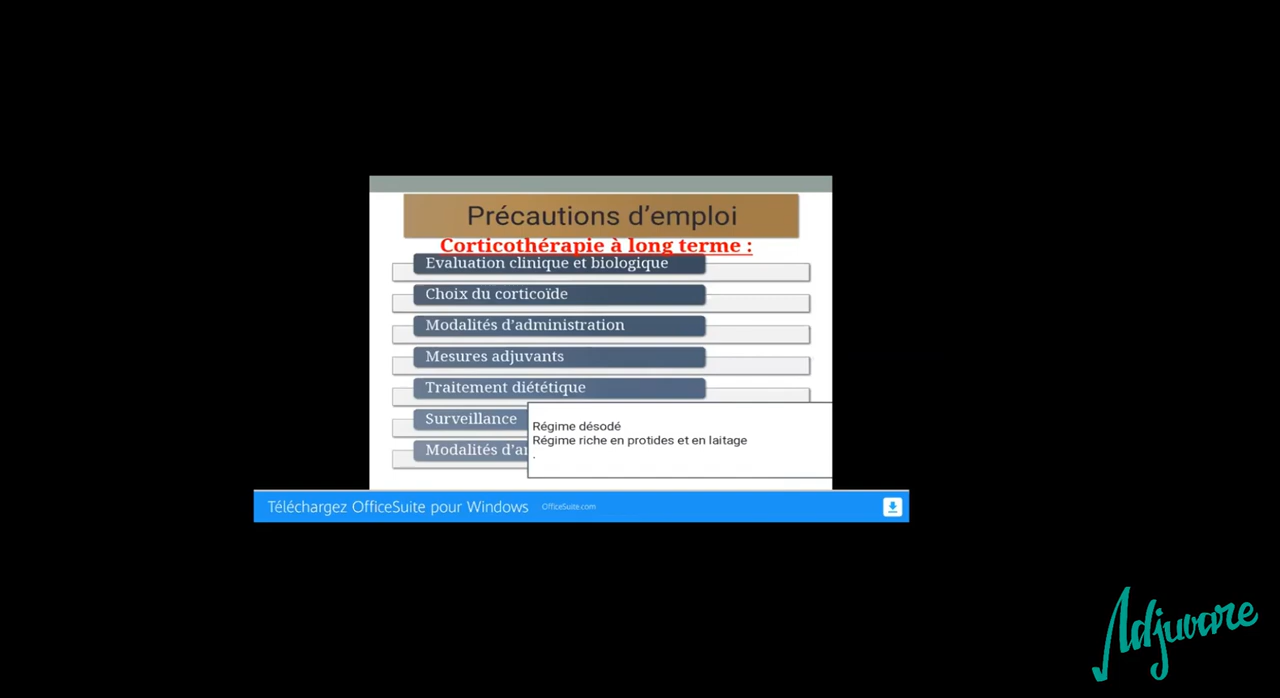 Précautions d'emploi
Corticothérapie à long terme :
Evaluation clinique et biologique
Choix du corticoïde
Modalités d'administration
Mesures adjuvants
Traitement diététique
Surveillance
Modalités
Régime désodé
Régime riche en protides et en laitage
.
Téléchargez OfficeSuite pour Windows OfficeSuite.com
Adjuvare